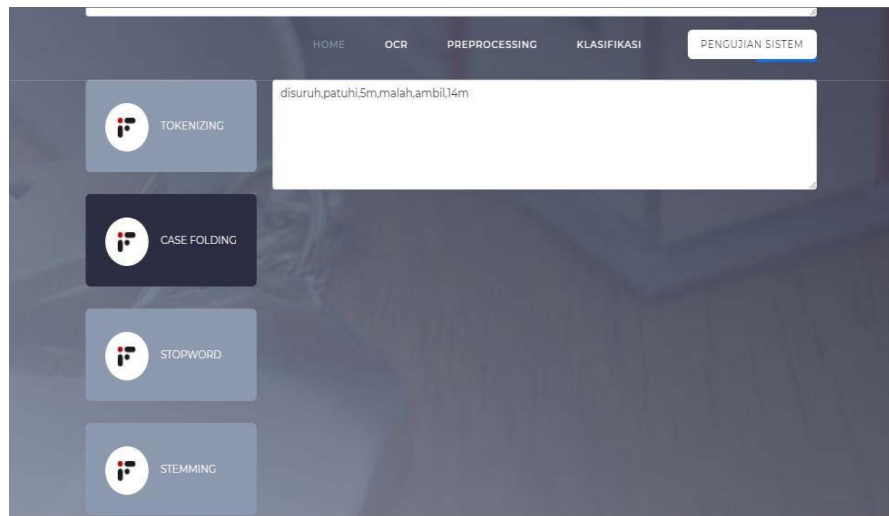 HOME OCR PREPROCESSING KLASIFIKASI PENGUJIAN SISTEM
TOKENIZING
disuruh,patuhi,5m,malah,ambil,14m
CASE FOLDING
STOPWORD
STEMMING